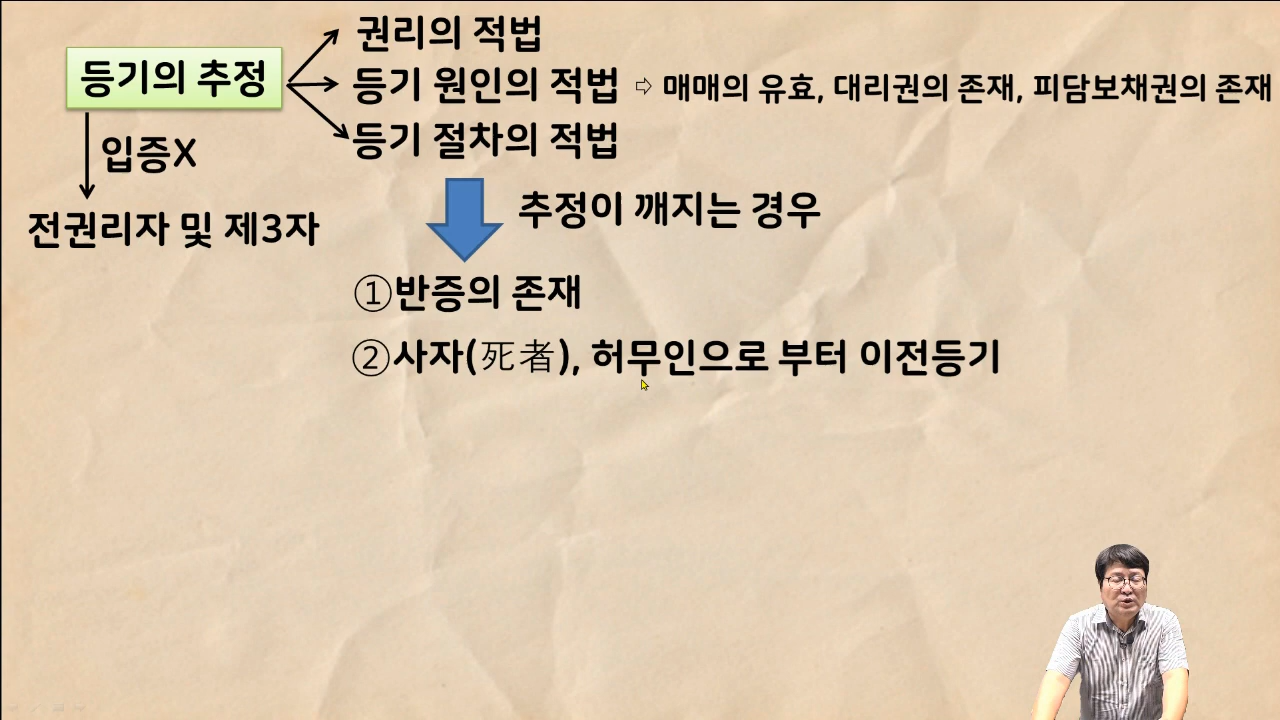 등기의 추정
권리의 적법
등기 원인의 적법 ⇨ 매매의 유효, 대리권의 존재, 피담보채권의 존재
등기 절차의 적법
입증X
전권리자 및 제3자
추정이 깨지는 경우
①반증의 존재
②사자(死者), 허무인으로 부터 이전등기